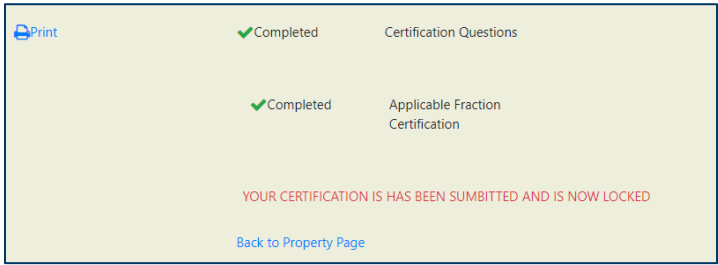 Print Completed Certification Questions
Completed Applicable Fraction
Certification
YOUR CERTIFICATION IS HAS BEEN SUMBITTED AND IS NOW LOCKED
Back to Property Page